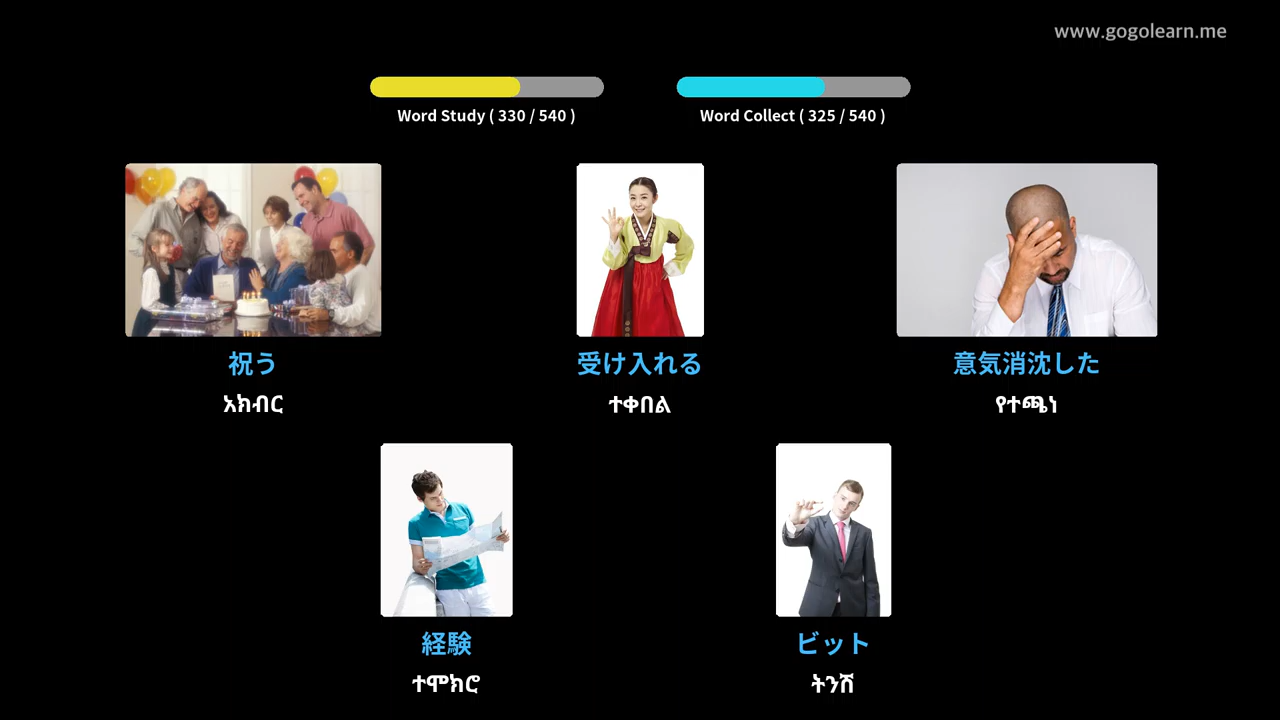 www.gogolearn.me
Word Study ( 330 / 540 )
Word Collect ( 325 / 540 )
祝う
受け入れる
意気消沈した
አክብር
ተቀበል
የተጫነ
経験
ビット
ተሞክሮ
ትንሽ